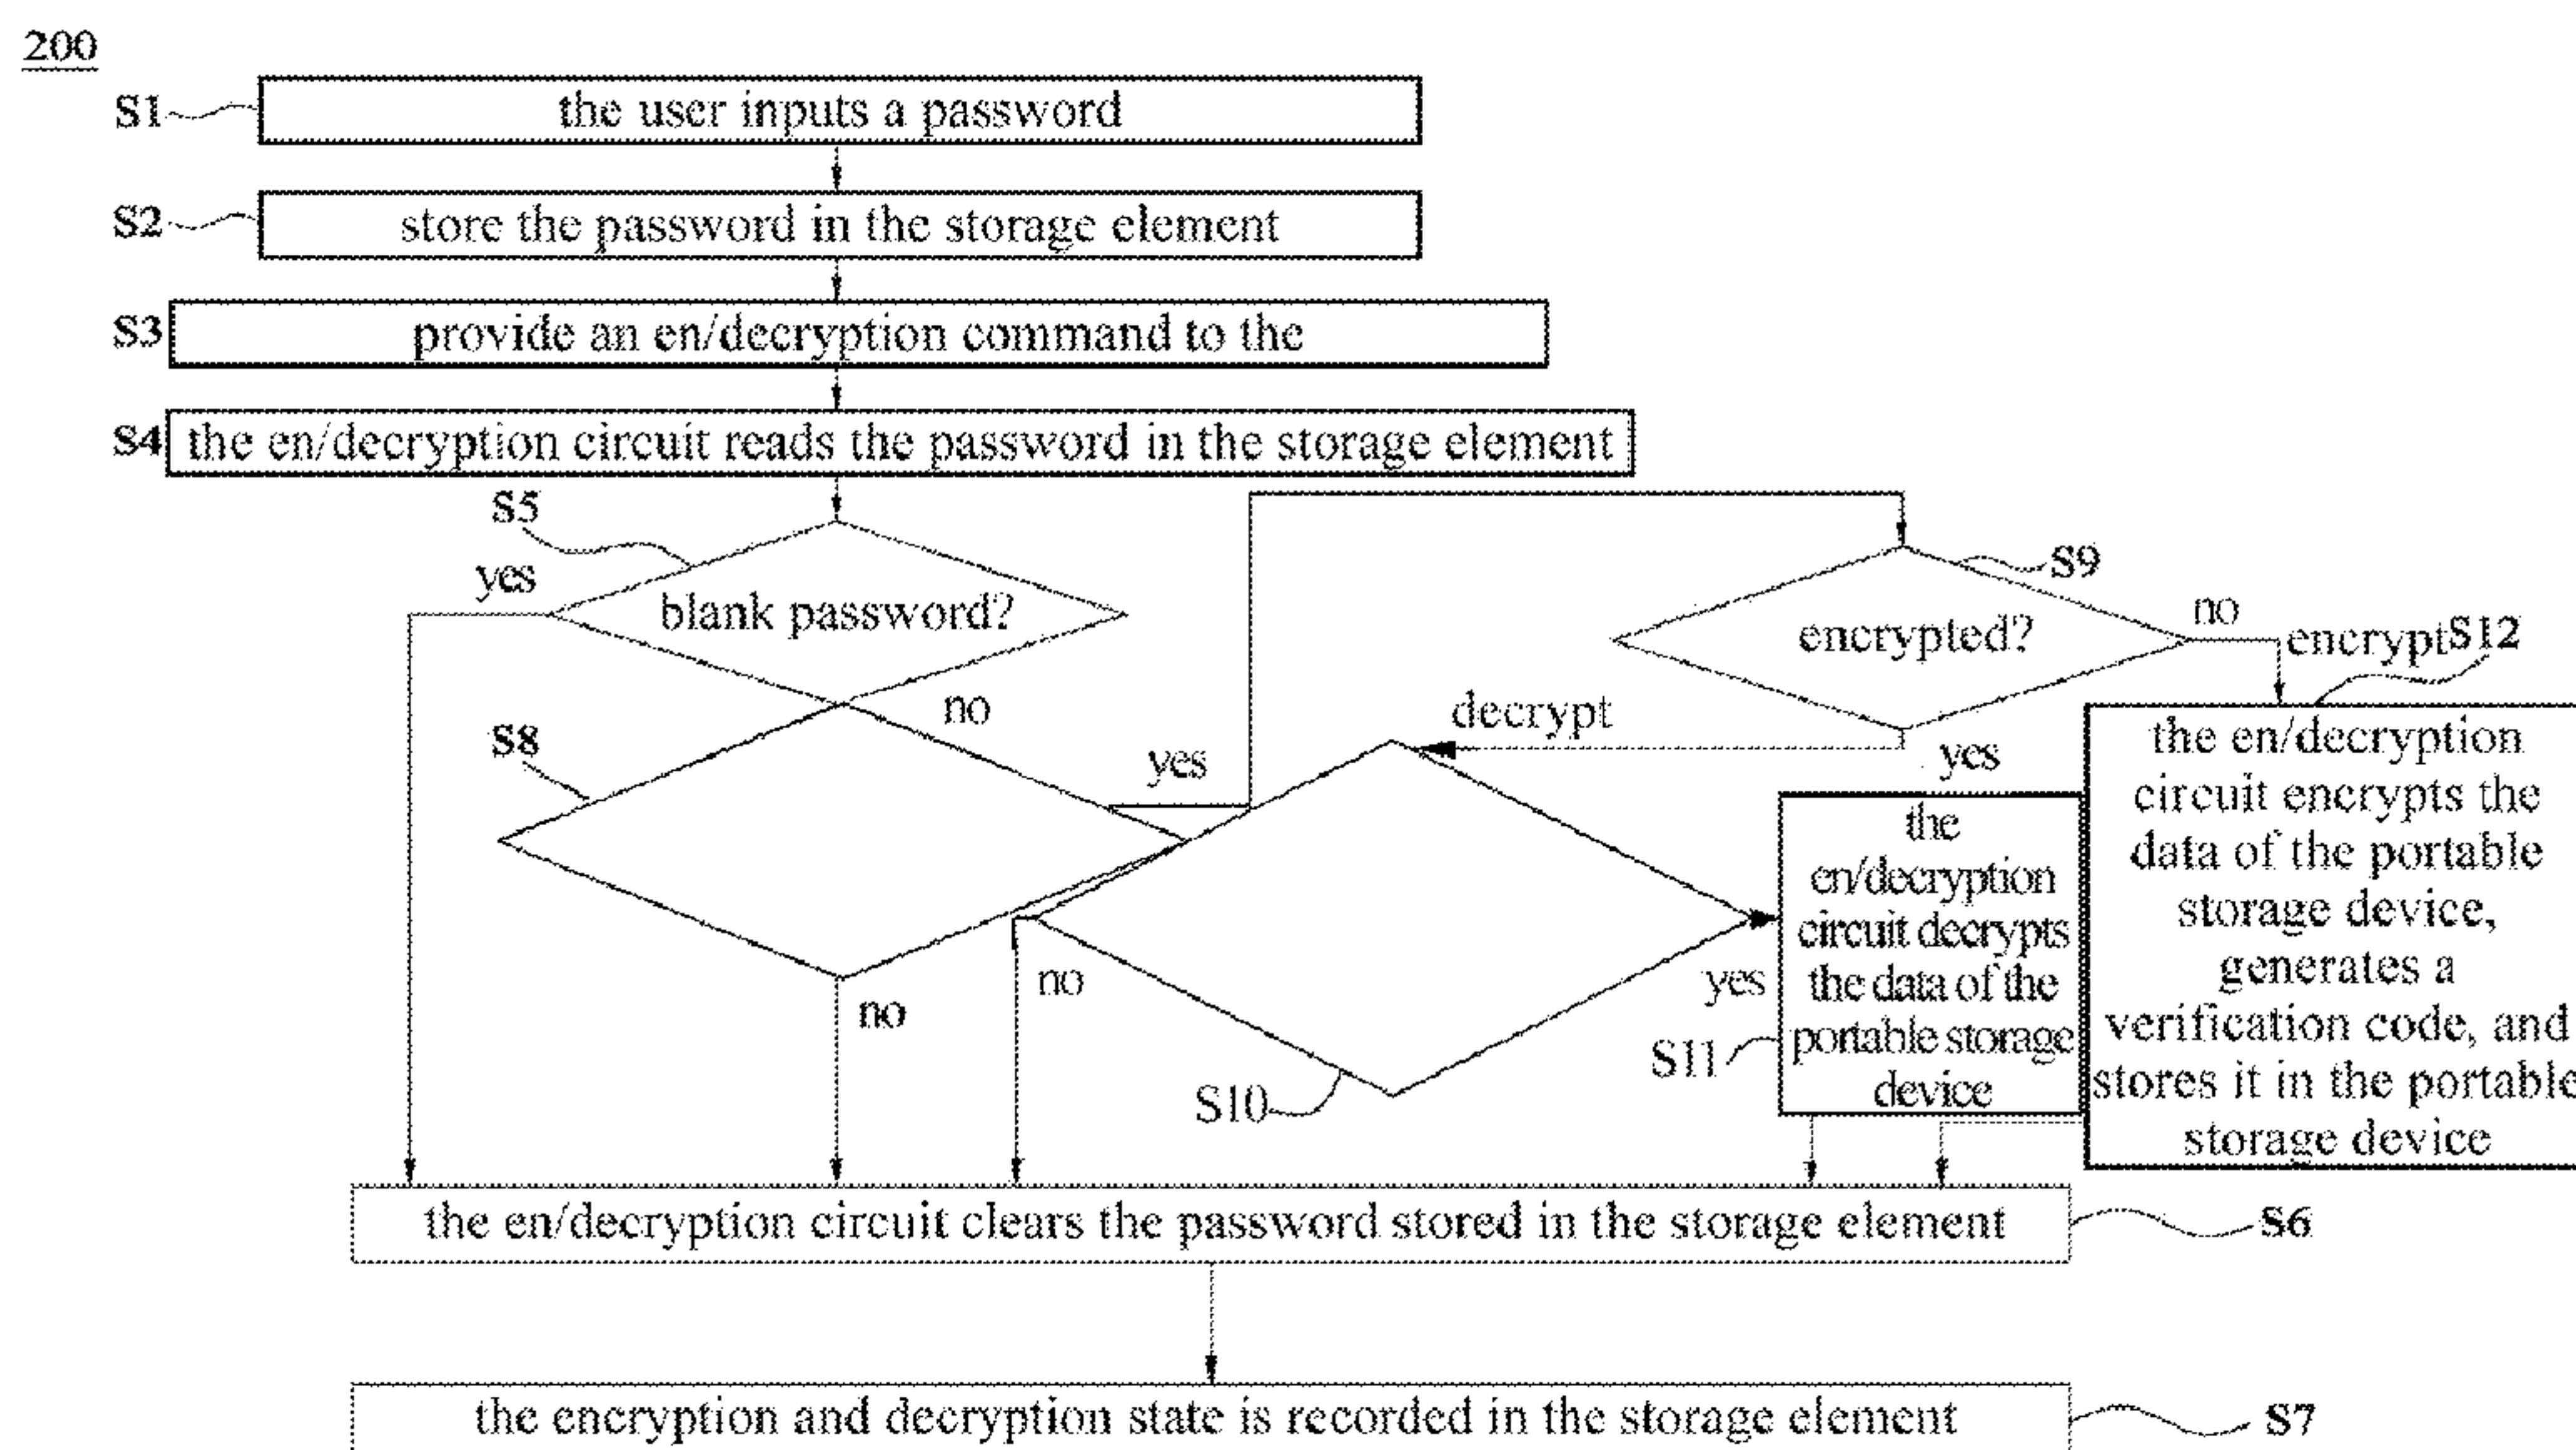 200
S1
the user inputs a password
S2
store the password in the storage element
S3
provide an en/decryption command to the
S4
the en/decryption circuit reads the password in the storage element
S5
yes
blank password?
no
S9
encrypted?
no
encrypt
S12
S8
yes
decrypt
yes
the en/decryption
circuit encrypts the
data of the portable
storage device,
generates a
verification code, and
stores it in the portable
storage device
the
en/decryption
circuit decrypts
the data of the
portable storage
device
no
no
yes
S10
S11
the en/decryption circuit clears the password stored in the storage element
S6
the encryption and decryption state is recorded in the storage element
S7